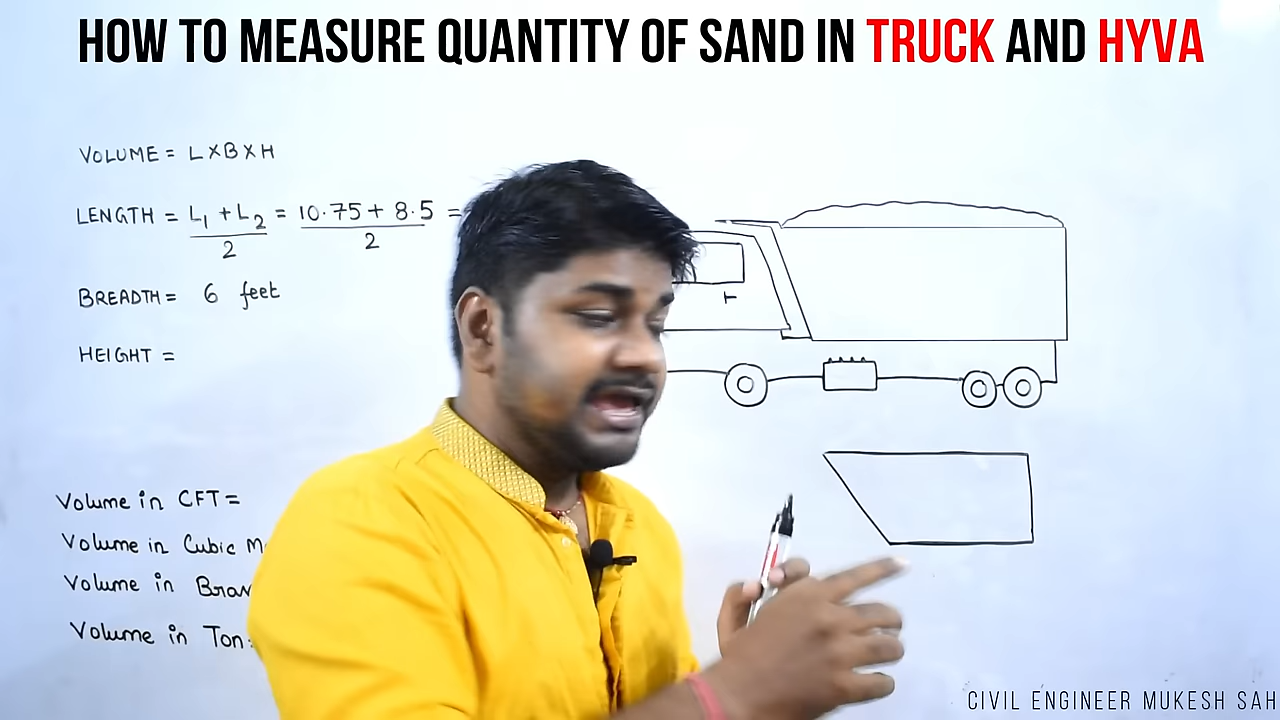 HOW TO MEASURE QUANTITY OF SAND IN TRUCK AND HYVA
VOLUME = L×B×H
LENGTH = L₁ + L₂ = 10.75 + 8.5 =
2 2
BREADTH = 6 feet
HEIGHT =
Volume in CFT =
Volume in Cubic
Volume in
Volume in Ton
CIVIL ENGINEER MUKESH SAH